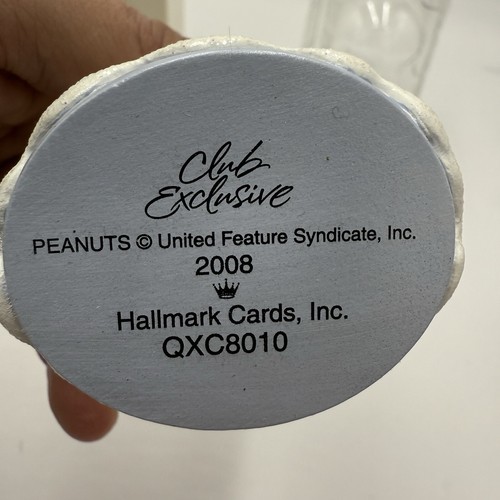 Club
Exclusive
PEANUTS © United Feature Syndicate, Inc.
2008
Hallmark Cards, Inc.
QXC8010